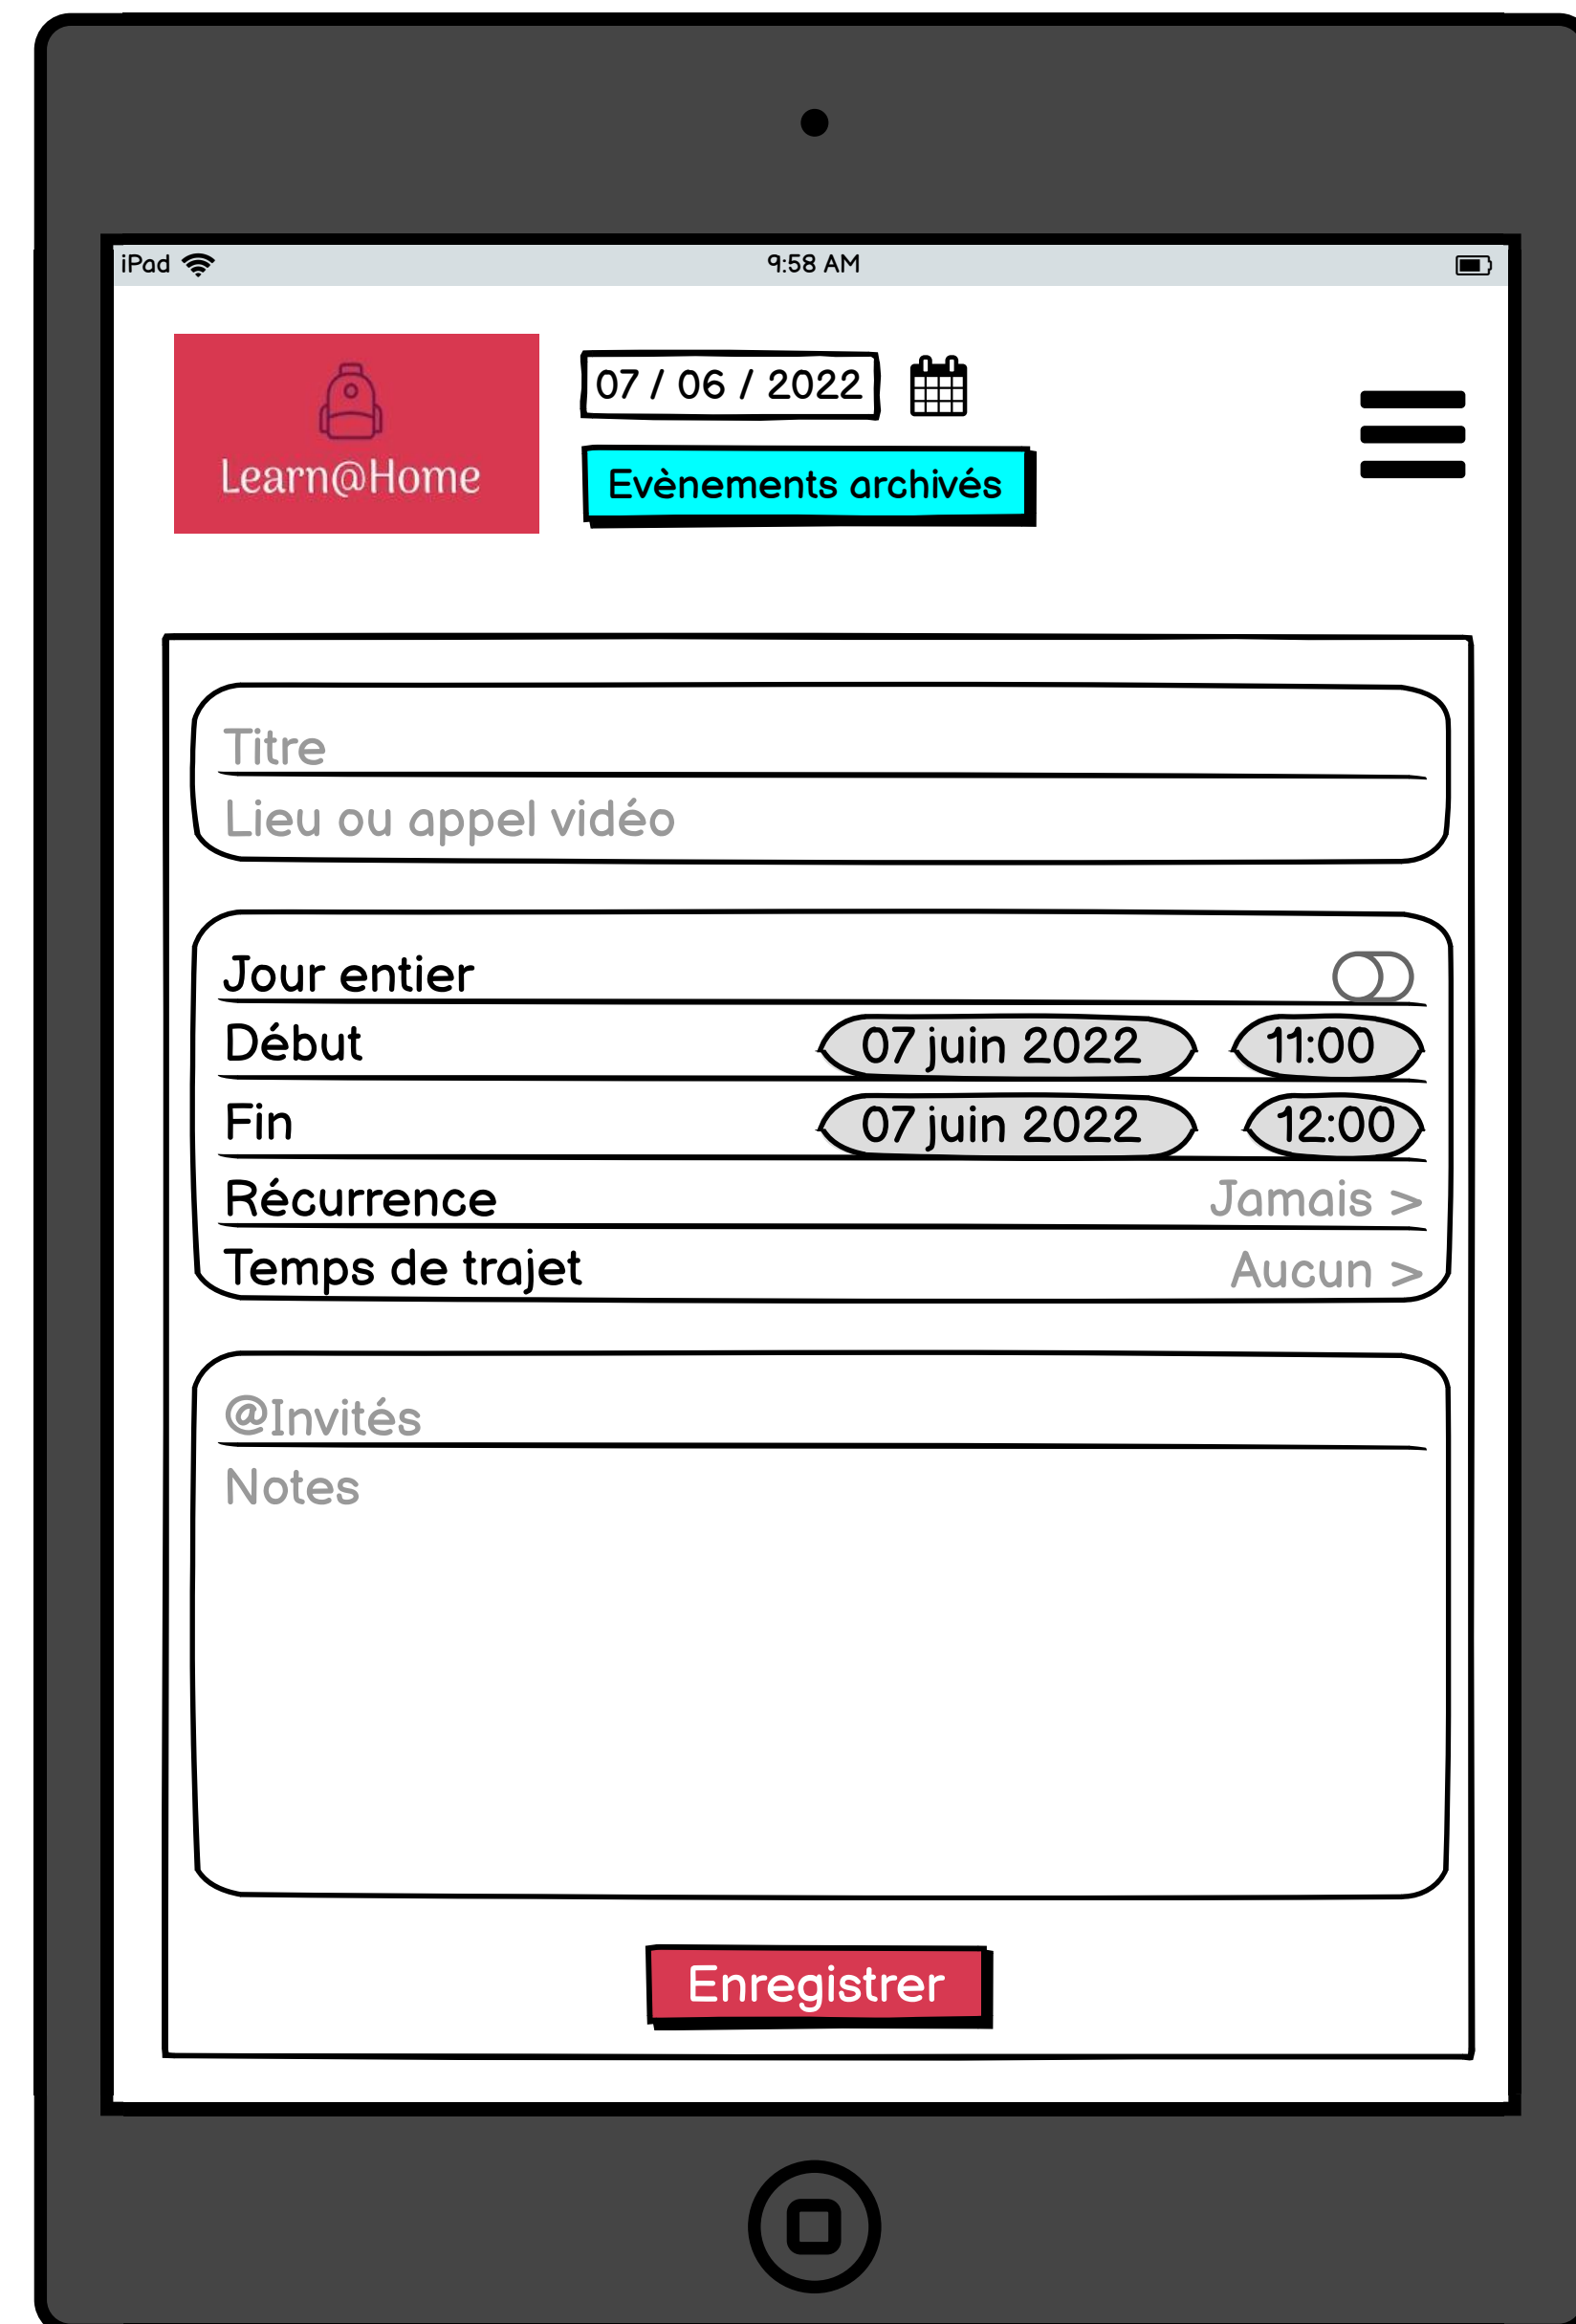 iPad 9:58 AM
Learn@Home
07 / 06 / 2022
Evènements archivés
Titre
Lieu ou appel vidéo
Jour entier
Début 07 juin 2022 11:00
Fin 07 juin 2022 12:00
Récurrence Jamais >
Temps de trajet Aucun >
@Invités
Notes
Enregistrer